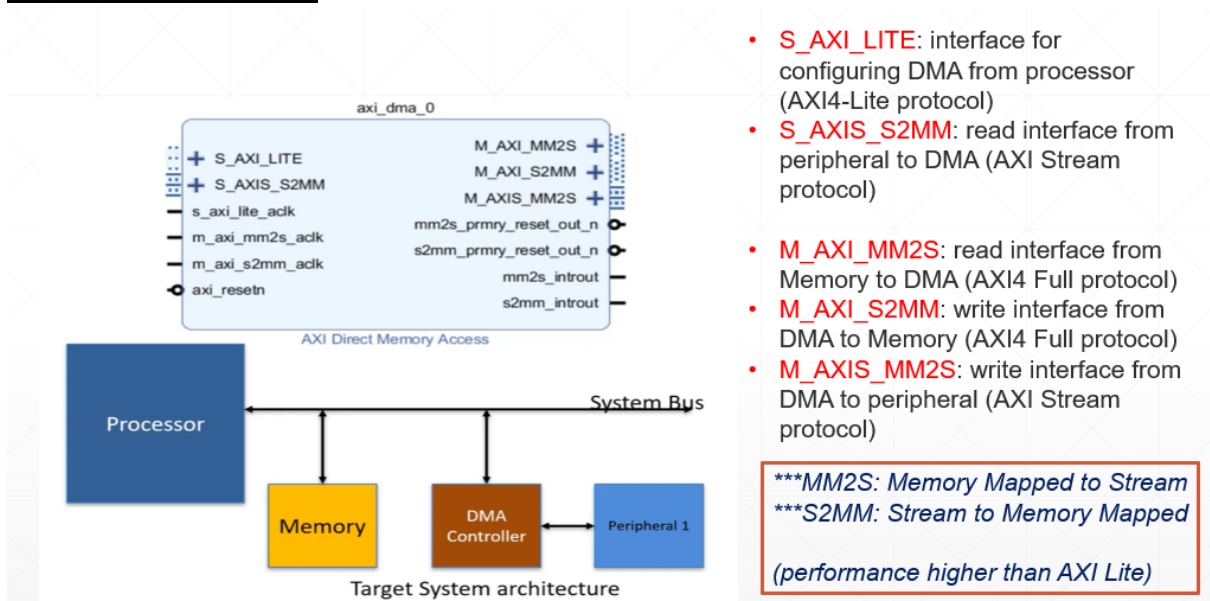 axi_dma_0
S_AXI_LITE
S_AXIS_S2MM
s_axi_lite_aclk
m_axi_mm2s_aclk
m_axi_s2mm_aclk
axi_resetn
M_AXI_MM2S
M_AXI_S2MM
M_AXIS_MM2S
mm2s_prmry_reset_out_n
s2mm_prmry_reset_out_n
mm2s_introut
s2mm_introut
AXI Direct Memory Access
Processor
System Bus
Memory
DMA
Controller
Peripheral 1
Target System architecture
• S_AXI_LITE: interface for
configuring DMA from processor
(AXI4-Lite protocol)
• S_AXIS_S2MM: read interface from
peripheral to DMA (AXI Stream
protocol)
• M_AXI_MM2S: read interface from
Memory to DMA (AXI4 Full protocol)
• M_AXI_S2MM: write interface from
DMA to Memory (AXI4 Full protocol)
• M_AXIS_MM2S: write interface from
DMA to peripheral (AXI Stream
protocol)
***MM2S: Memory Mapped to Stream
***S2MM: Stream to Memory Mapped
(performance higher than AXI Lite)